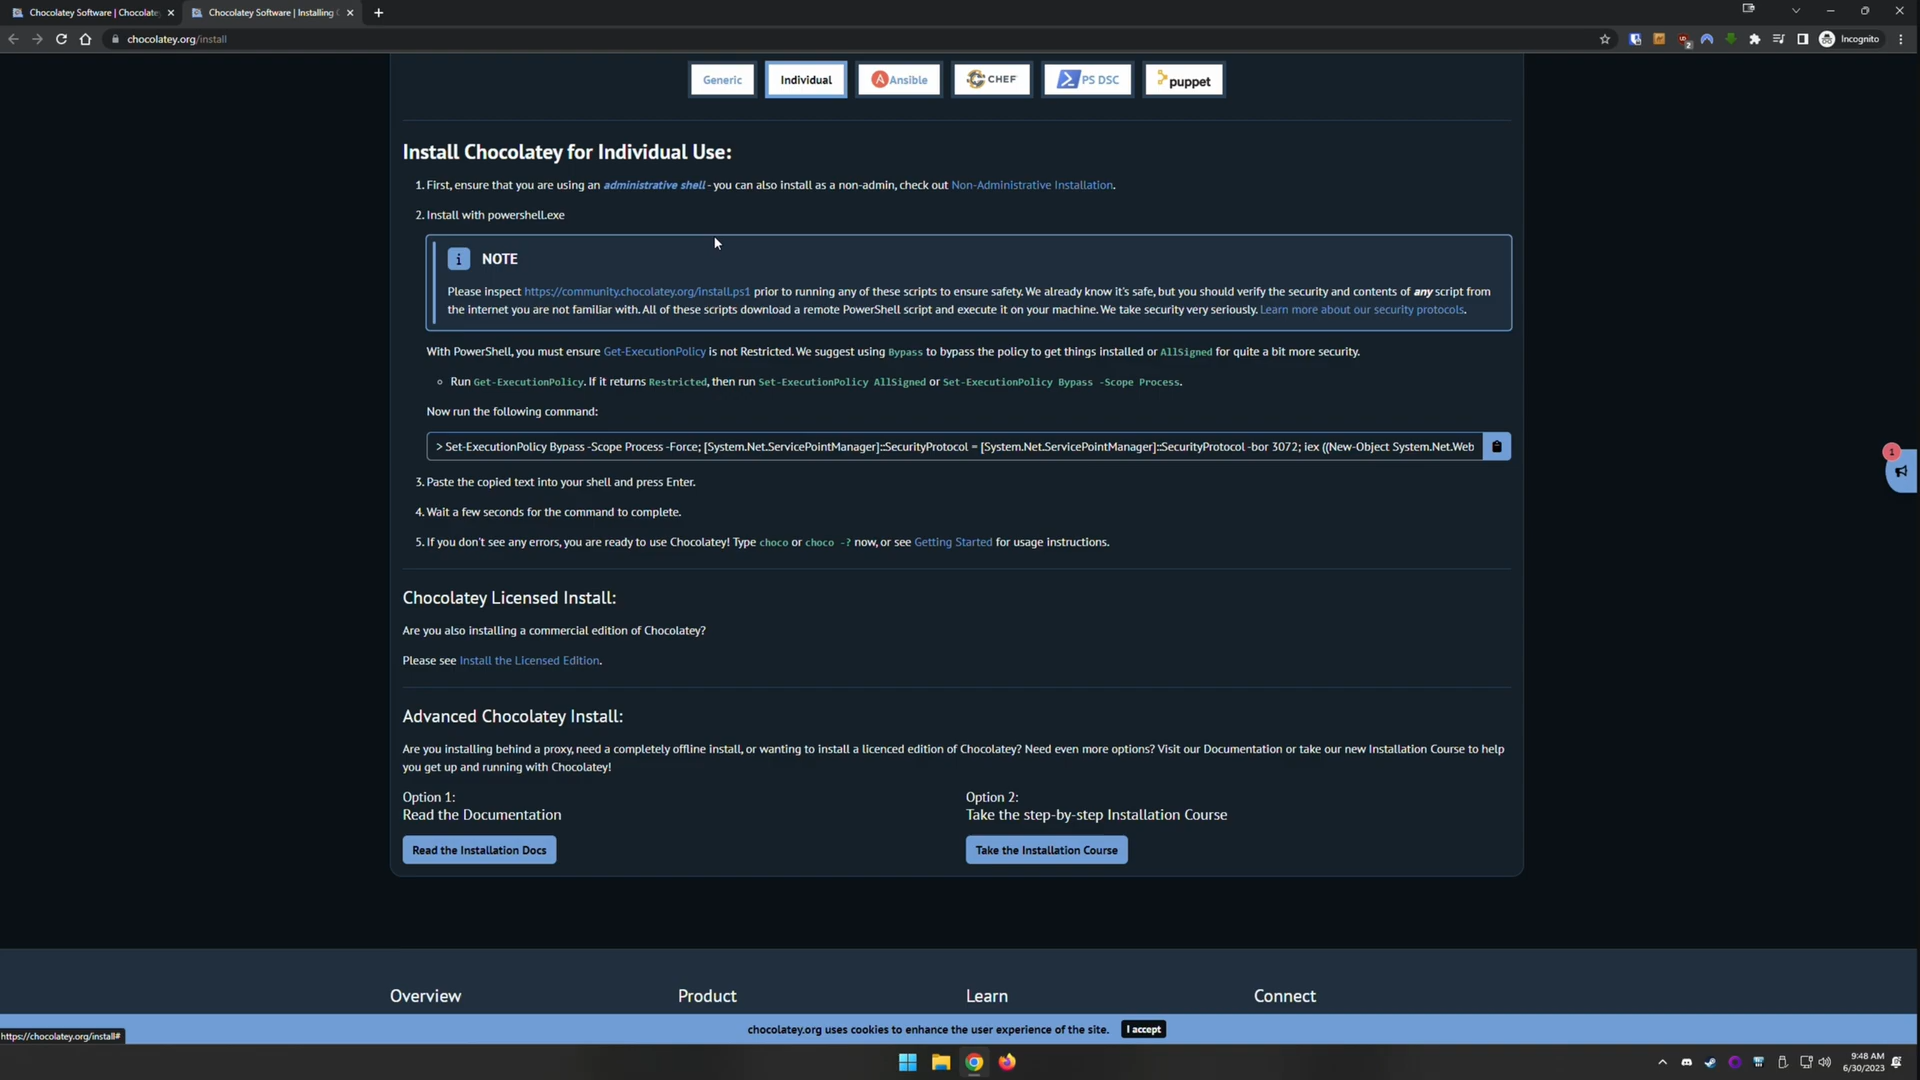 Chocolatey Software | Chocolate
Chocolatey Software | Installing
chocolatey.org/install
2
Incognito
Generic
Individual
Ansible
CHEF
PS DSC
puppet
Install Chocolatey for Individual Use:
1. First, ensure that you are using an administrative shell - you can also install as a non-admin, check out Non-Administrative Installation.
2. Install with powershell.exe
i NOTE
Please inspect https://community.chocolatey.org/install.ps1 prior to running any of these scripts to ensure safety. We already know it's safe, but you should verify the security and contents of any script from
the internet you are not familiar with. All of these scripts download a remote PowerShell script and execute it on your machine. We take security very seriously. Learn more about our security protocols.
With PowerShell, you must ensure Get-ExecutionPolicy is not Restricted. We suggest using Bypass to bypass the policy to get things installed or AllSigned for quite a bit more security.
Run Get-ExecutionPolicy. If it returns Restricted, then run Set-ExecutionPolicy AllSigned or Set-ExecutionPolicy Bypass -Scope Process.
Now run the following command:
> Set-ExecutionPolicy Bypass -Scope Process -Force; [System.Net.ServicePointManager]::SecurityProtocol = [System.Net.ServicePointManager]::SecurityProtocol -bor 3072; iex ((New-Object System.Net.Web
1
3. Paste the copied text into your shell and press Enter.
4. Wait a few seconds for the command to complete.
5. If you don't see any errors, you are ready to use Chocolatey! Type choco or choco -? now, or see Getting Started for usage instructions.
Chocolatey Licensed Install:
Are you also installing a commercial edition of Chocolatey?
Please see Install the Licensed Edition.
Advanced Chocolatey Install:
Are you installing behind a proxy, need a completely offline install, or wanting to install a licenced edition of Chocolatey? Need even more options? Visit our Documentation or take our new Installation Course to help
you get up and running with Chocolatey!
Option 1:
Read the Documentation
Read the Installation Docs
Option 2:
Take the step-by-step Installation Course
Take the Installation Course
Overview
Product
Learn
Connect
chocolatey.org uses cookies to enhance the user experience of the site.
I accept
https://chocolatey.org/install#
9:48 AM
6/30/2023